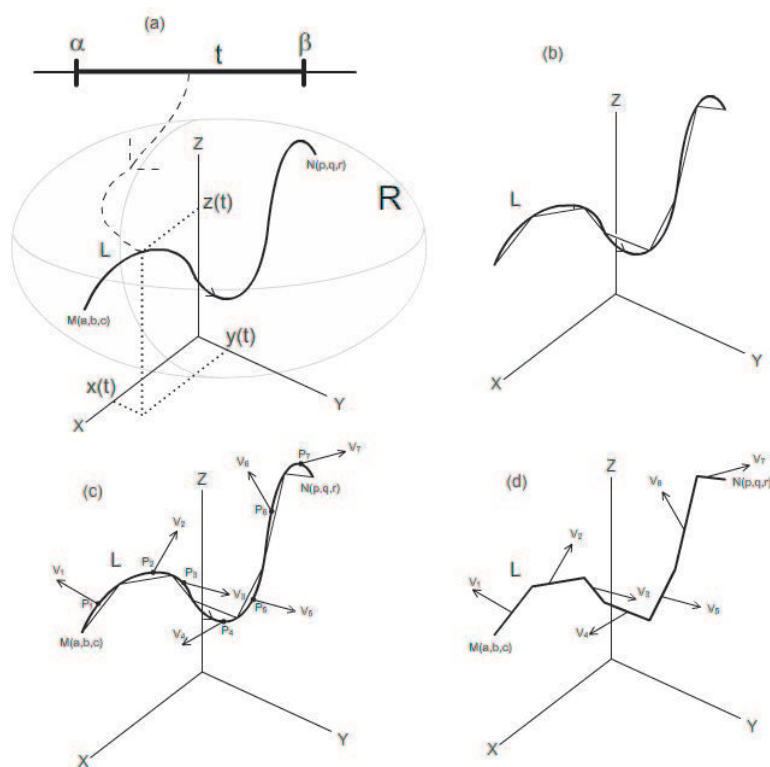 (a)
α t β
Z
N(p,q,r)
R
z(t)
L
M(a,b,c)
y(t)
x(t)
X Y
(b)
Z
L
X Y
(c)
Z
P₇ V₇
V₆
N(p,q,r)
P₆
V₂
L P₂
V₁ P₃
P₁ V₃ P₅
V₅
P₄
V₄
M(a,b,c)
X Y
(d)
Z
V₇
N(p,q,r)
V₆
V₂
L
V₁
V₃
V₅
V₄
M(a,b,c)
X Y